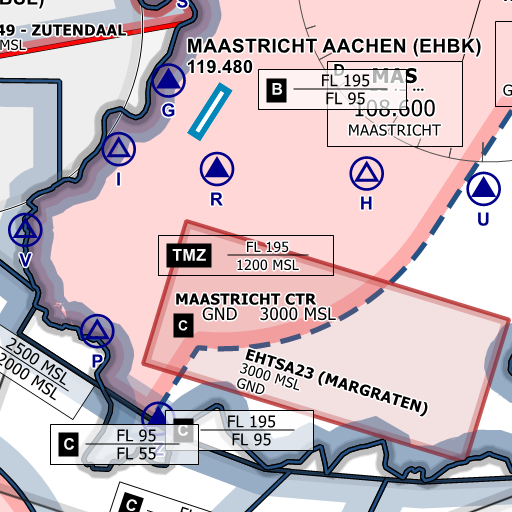 S
49 - ZUTENDAAL
MSL
MAASTRICHT AACHEN (EHBK)
119.480
B
FL 195
FL 95
MAS
108.600
MAASTRICHT
G
I
R
H
U
V
TMZ
FL 195
1200 MSL
MAASTRICHT CTR
C
GND 3000 MSL
P
2500 MSL
2000 MSL
EHTSA23 (MARGRATEN)
3000 MSL
GND
C
FL 195
FL 95
C
FL 95
FL 55
C